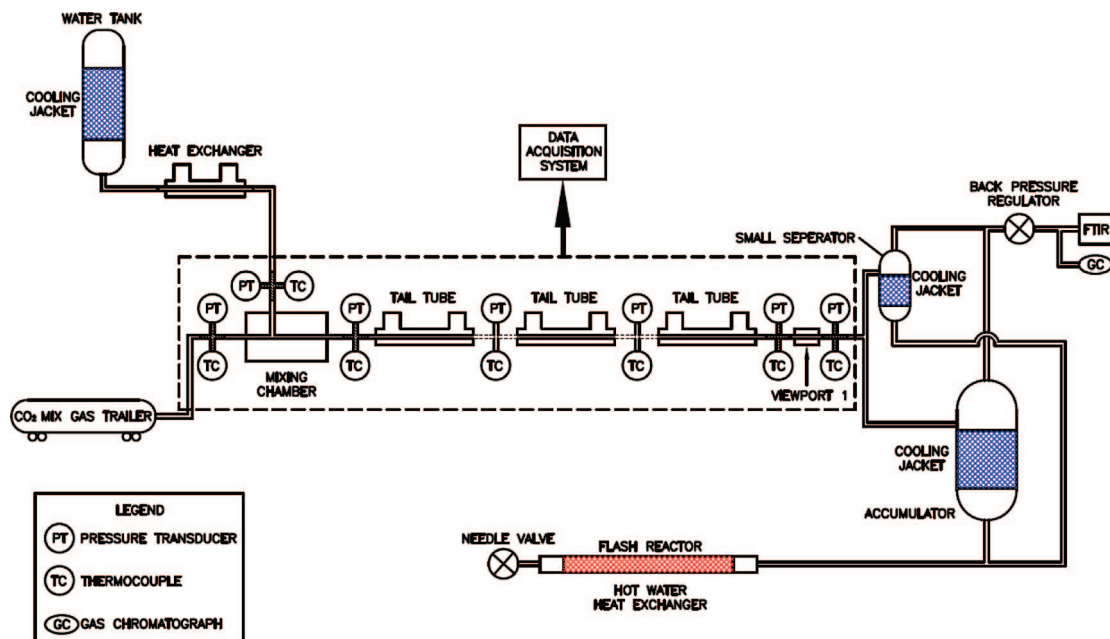 WATER TANK
COOLING
JACKET
HEAT EXCHANGER
DATA
ACQUISITION
SYSTEM
BACK PRESSURE
REGULATOR
FTIR
GC
SMALL SEPERATOR
COOLING
JACKET
PT
TC
TAIL TUBE
TAIL TUBE
TAIL TUBE
PT
PT
PT
PT
PT
PT
TC
TC
TC
TC
TC
TC
MIXING
CHAMBER
VIEWPORT 1
CO₂ MIX GAS TRAILER
COOLING
JACKET
ACCUMULATOR
NEEDLE VALVE
FLASH REACTOR
HOT WATER
HEAT EXCHANGER
LEGEND
PT PRESSURE TRANSDUCER
TC THERMOCOUPLE
GC GAS CHROMATOGRAPH